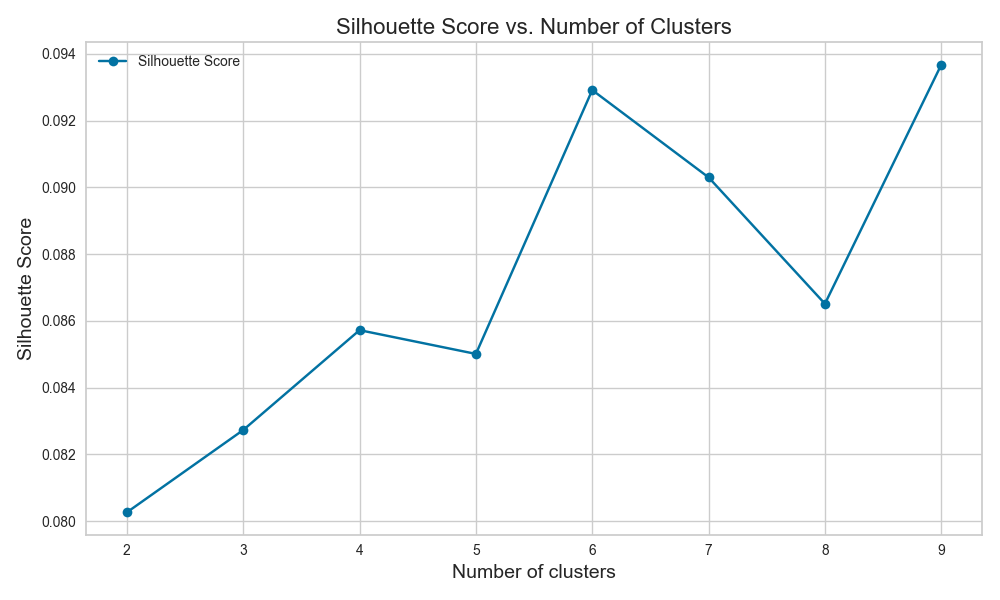 Silhouette Score vs. Number of Clusters
Silhouette Score
0.094
0.092
0.090
0.088
0.086
0.084
0.082
0.080
Silhouette Score
2 3 4 5 6 7 8 9
Number of clusters